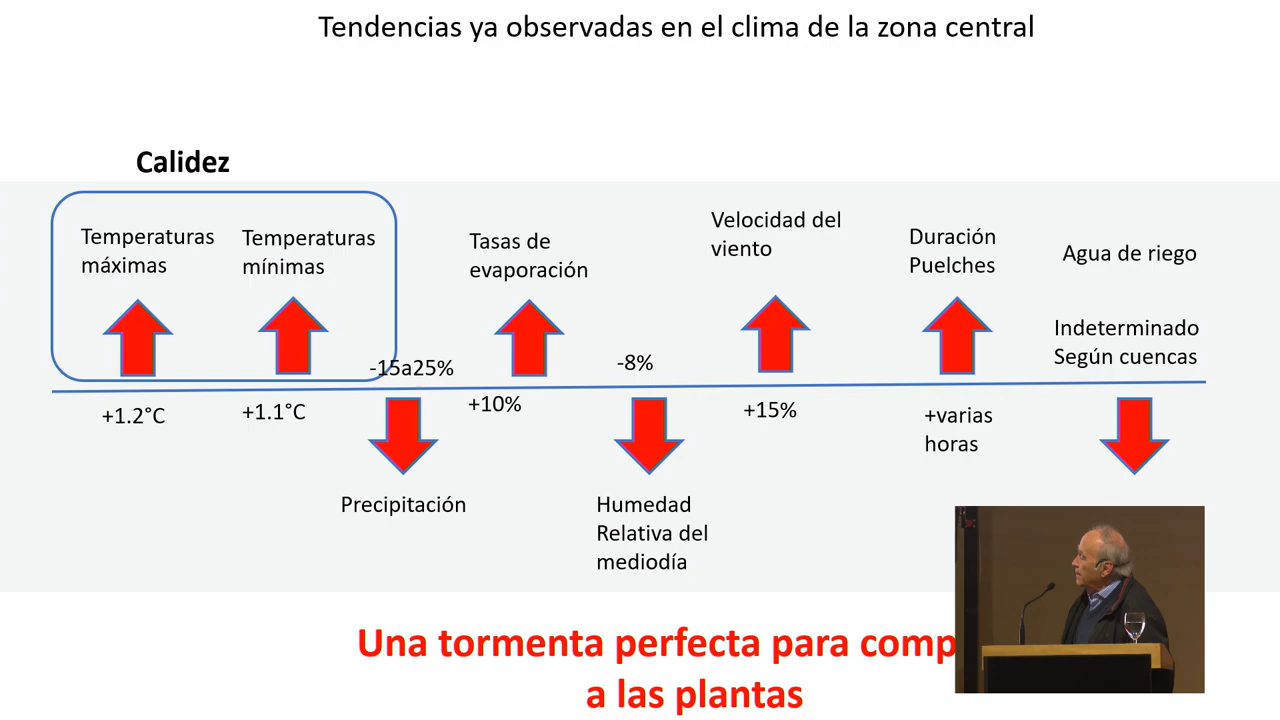 Tendencias ya observadas en el clima de la zona central
Calidez
Temperaturas
máximas
Temperaturas
mínimas
Tasas de
evaporación
Velocidad del
viento
Duración
Puelches
Agua de riego
Indeterminado
Según cuencas
-15a25%
-8%
+1.2°C
+1.1°C
+10%
+15%
+varias
horas
Precipitación
Humedad
Relativa del
mediodía
Una tormenta perfecta para comp
a las plantas